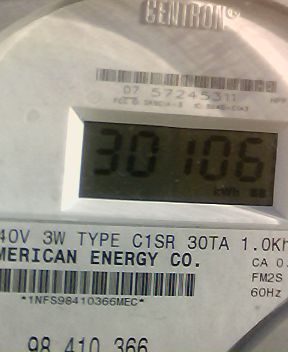 CENTRON®
07 57245311
30106
kWh
40V 3W TYPE C1SR 30TA 1.0Kh
MERICAN ENERGY CO.
CA 0.
FM2S
60Hz
*1NFS98410366MEC*
98 410 366